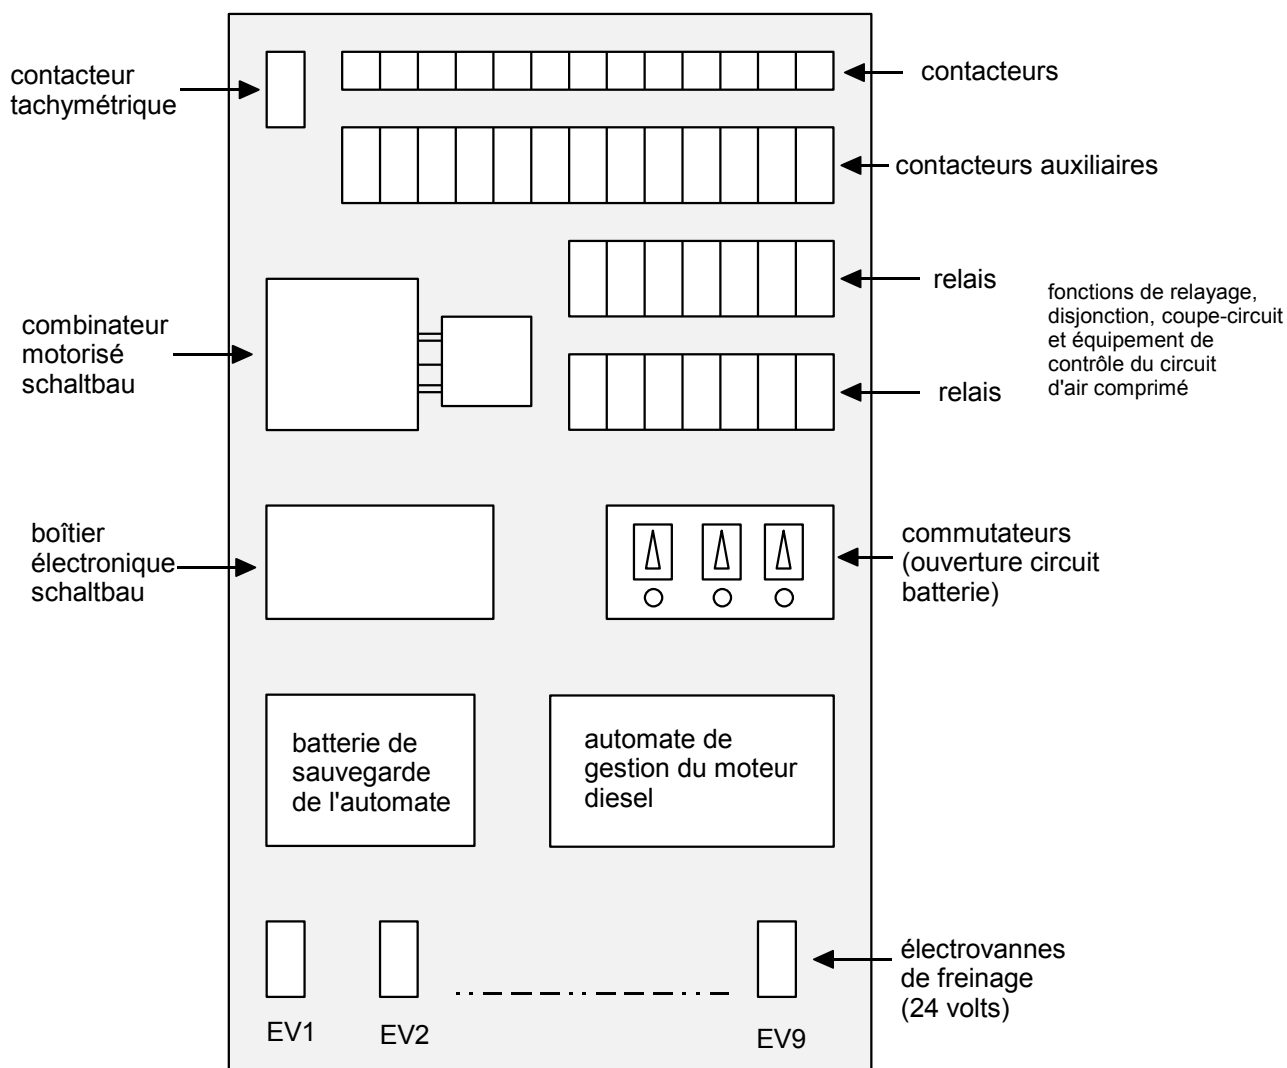 contacteur
tachymétrique
contacteurs
contacteurs auxiliaires
relais
fonctions de relayage,
disjonction, coupe-circuit
et équipement de
contrôle du circuit
d'air comprimé
combinateur
motorisé
schaltbau
relais
boîtier
électronique
schaltbau
commutateurs
(ouverture circuit
batterie)
batterie de
sauvegarde
de l'automate
automate de
gestion du moteur
diesel
électrovannes
de freinage
(24 volts)
EV1
EV2
EV9